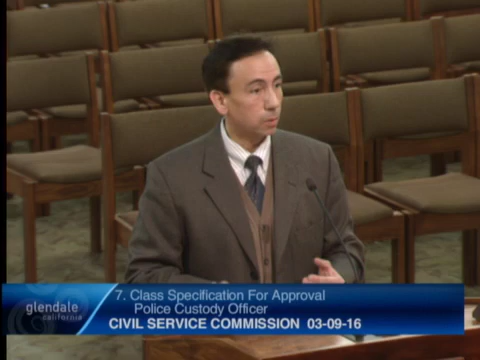 glendale
california
7. Class Specification For Approval
Police Custody Officer
CIVIL SERVICE COMMISSION 03-09-16